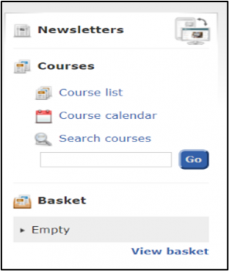 Newsletters
Courses
Course list
Course calendar
Search courses
Go
Basket
Empty
View basket